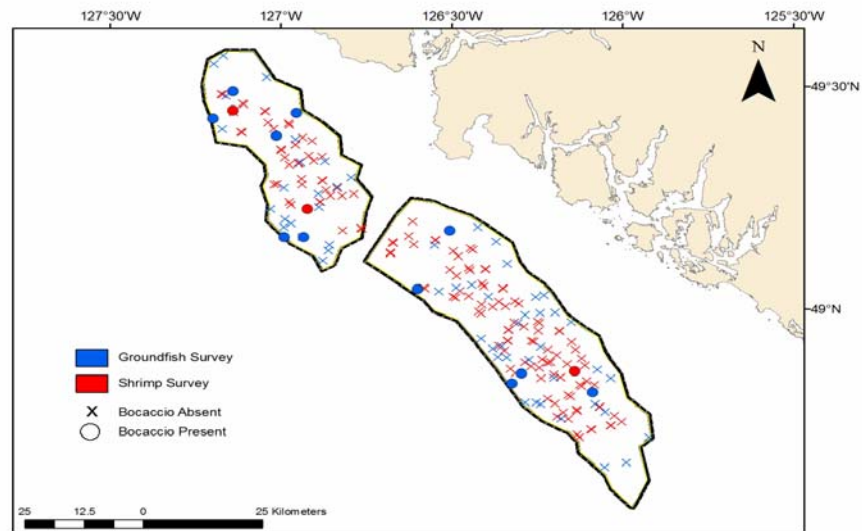 127°30'W 127°W 126°30'W 126°W 125°30'W
N
49°30'N
49°N
Groundfish Survey
Shrimp Survey
Bocaccio Absent
Bocaccio Present
25 12.5 0 25 Kilometers